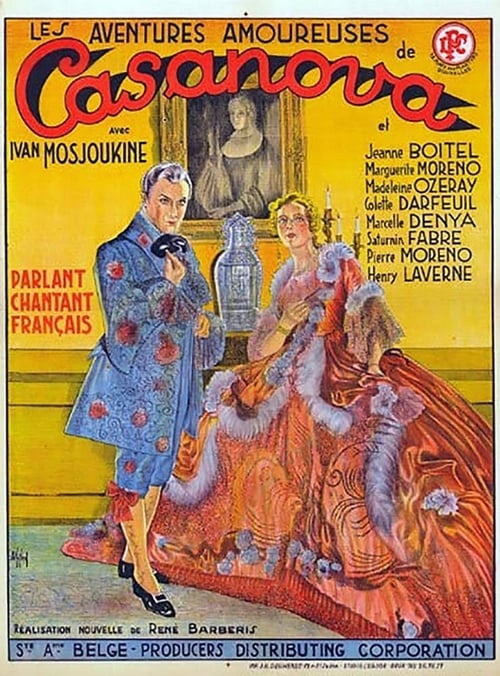 LES AVENTURES AMOUREUSES
de
Casanova
avec
IVAN MOSJOUKINE
et
Jeanne BOITEL
Marguerite MORENO
Madeleine OZERAY
Colette DARFEUIL
Marcelle DENYA
Saturnin FABRE
Pierre MORENO
Henry LAVERNE
PARLANT
CHANTANT
FRANÇAIS
RÉALISATION NOUVELLE DE RENÉ BARBERIS
STE AME BELGE - PRODUCERS DISTRIBUTING CORPORATION